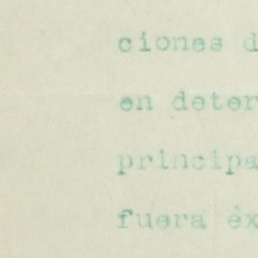 ciones d
en deter
principa
fuera èx